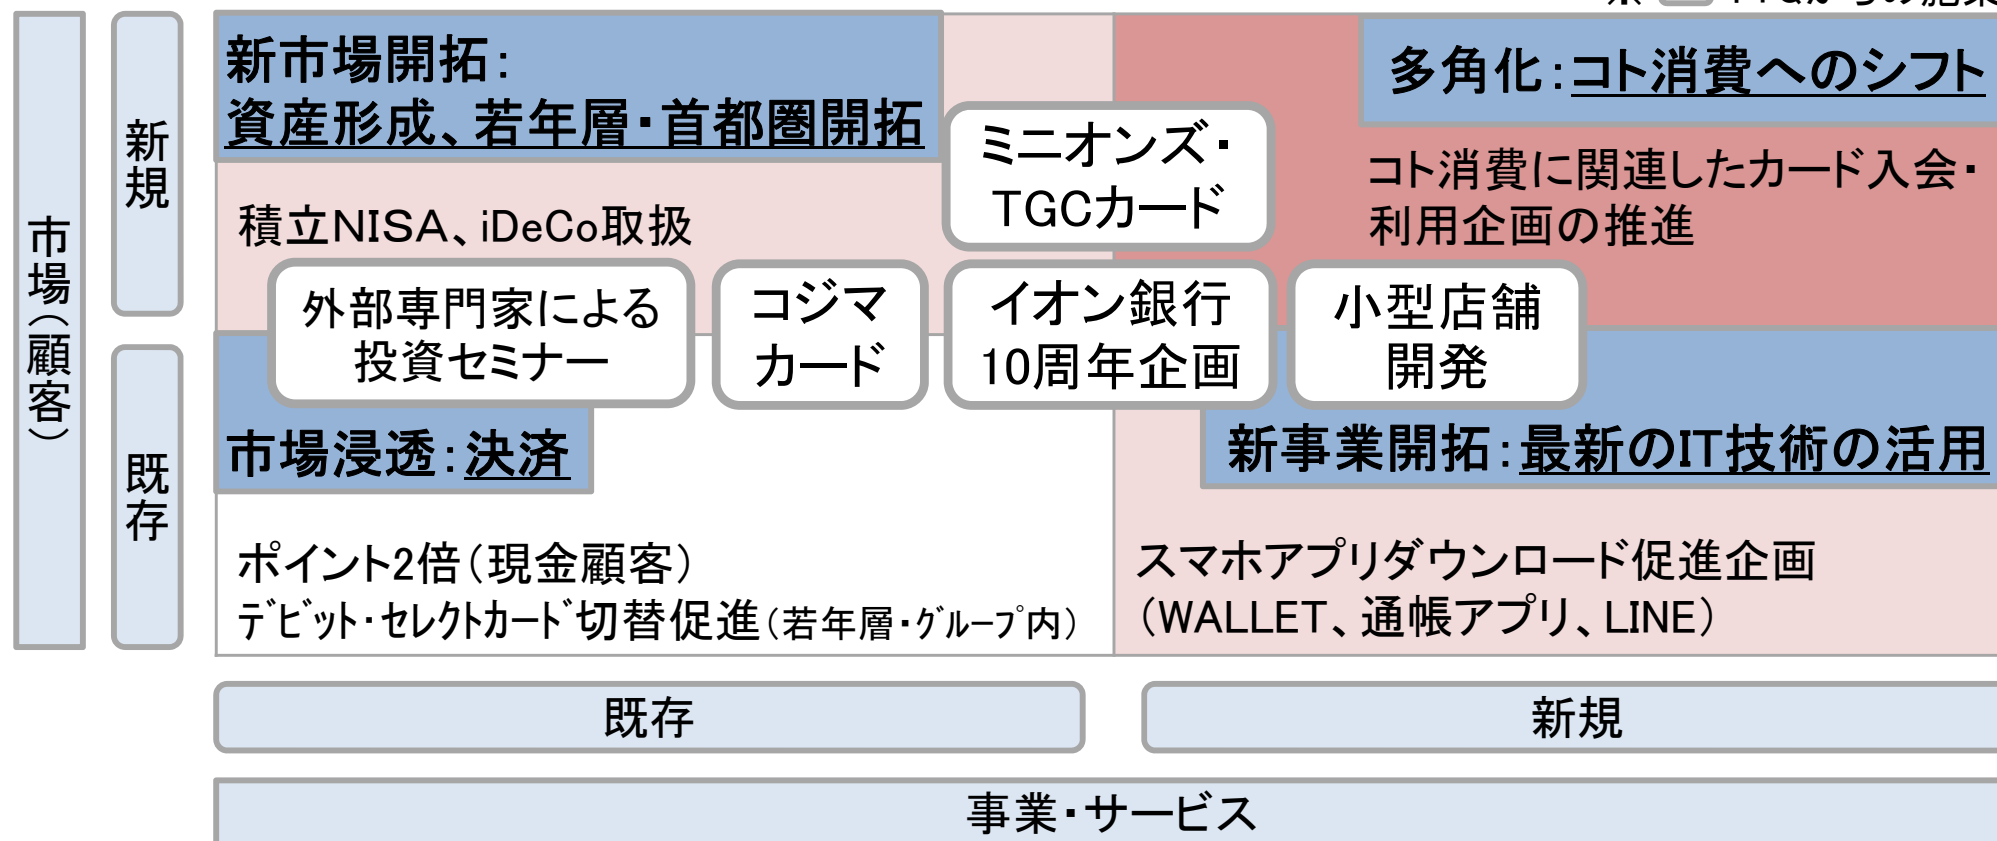 新市場開拓：
資産形成、若年層・首都圏開拓
多角化：コト消費へのシフト
ミニオンズ・
TGCカード
コト消費に関連したカード入会・
利用企画の推進
積立NISA、iDeCo取扱
外部専門家による
投資セミナー
コジマ
カード
イオン銀行
10周年企画
小型店舗
開発
市場浸透：決済
新事業開拓：最新のIT技術の活用
ポイント2倍（現金顧客）
デビット・セレクトカード切替促進（若年層・グループ内）
スマホアプリダウンロード促進企画
（WALLET、通帳アプリ、LINE）
市場（顧客）
新規
既存
既存
新規
事業・サービス